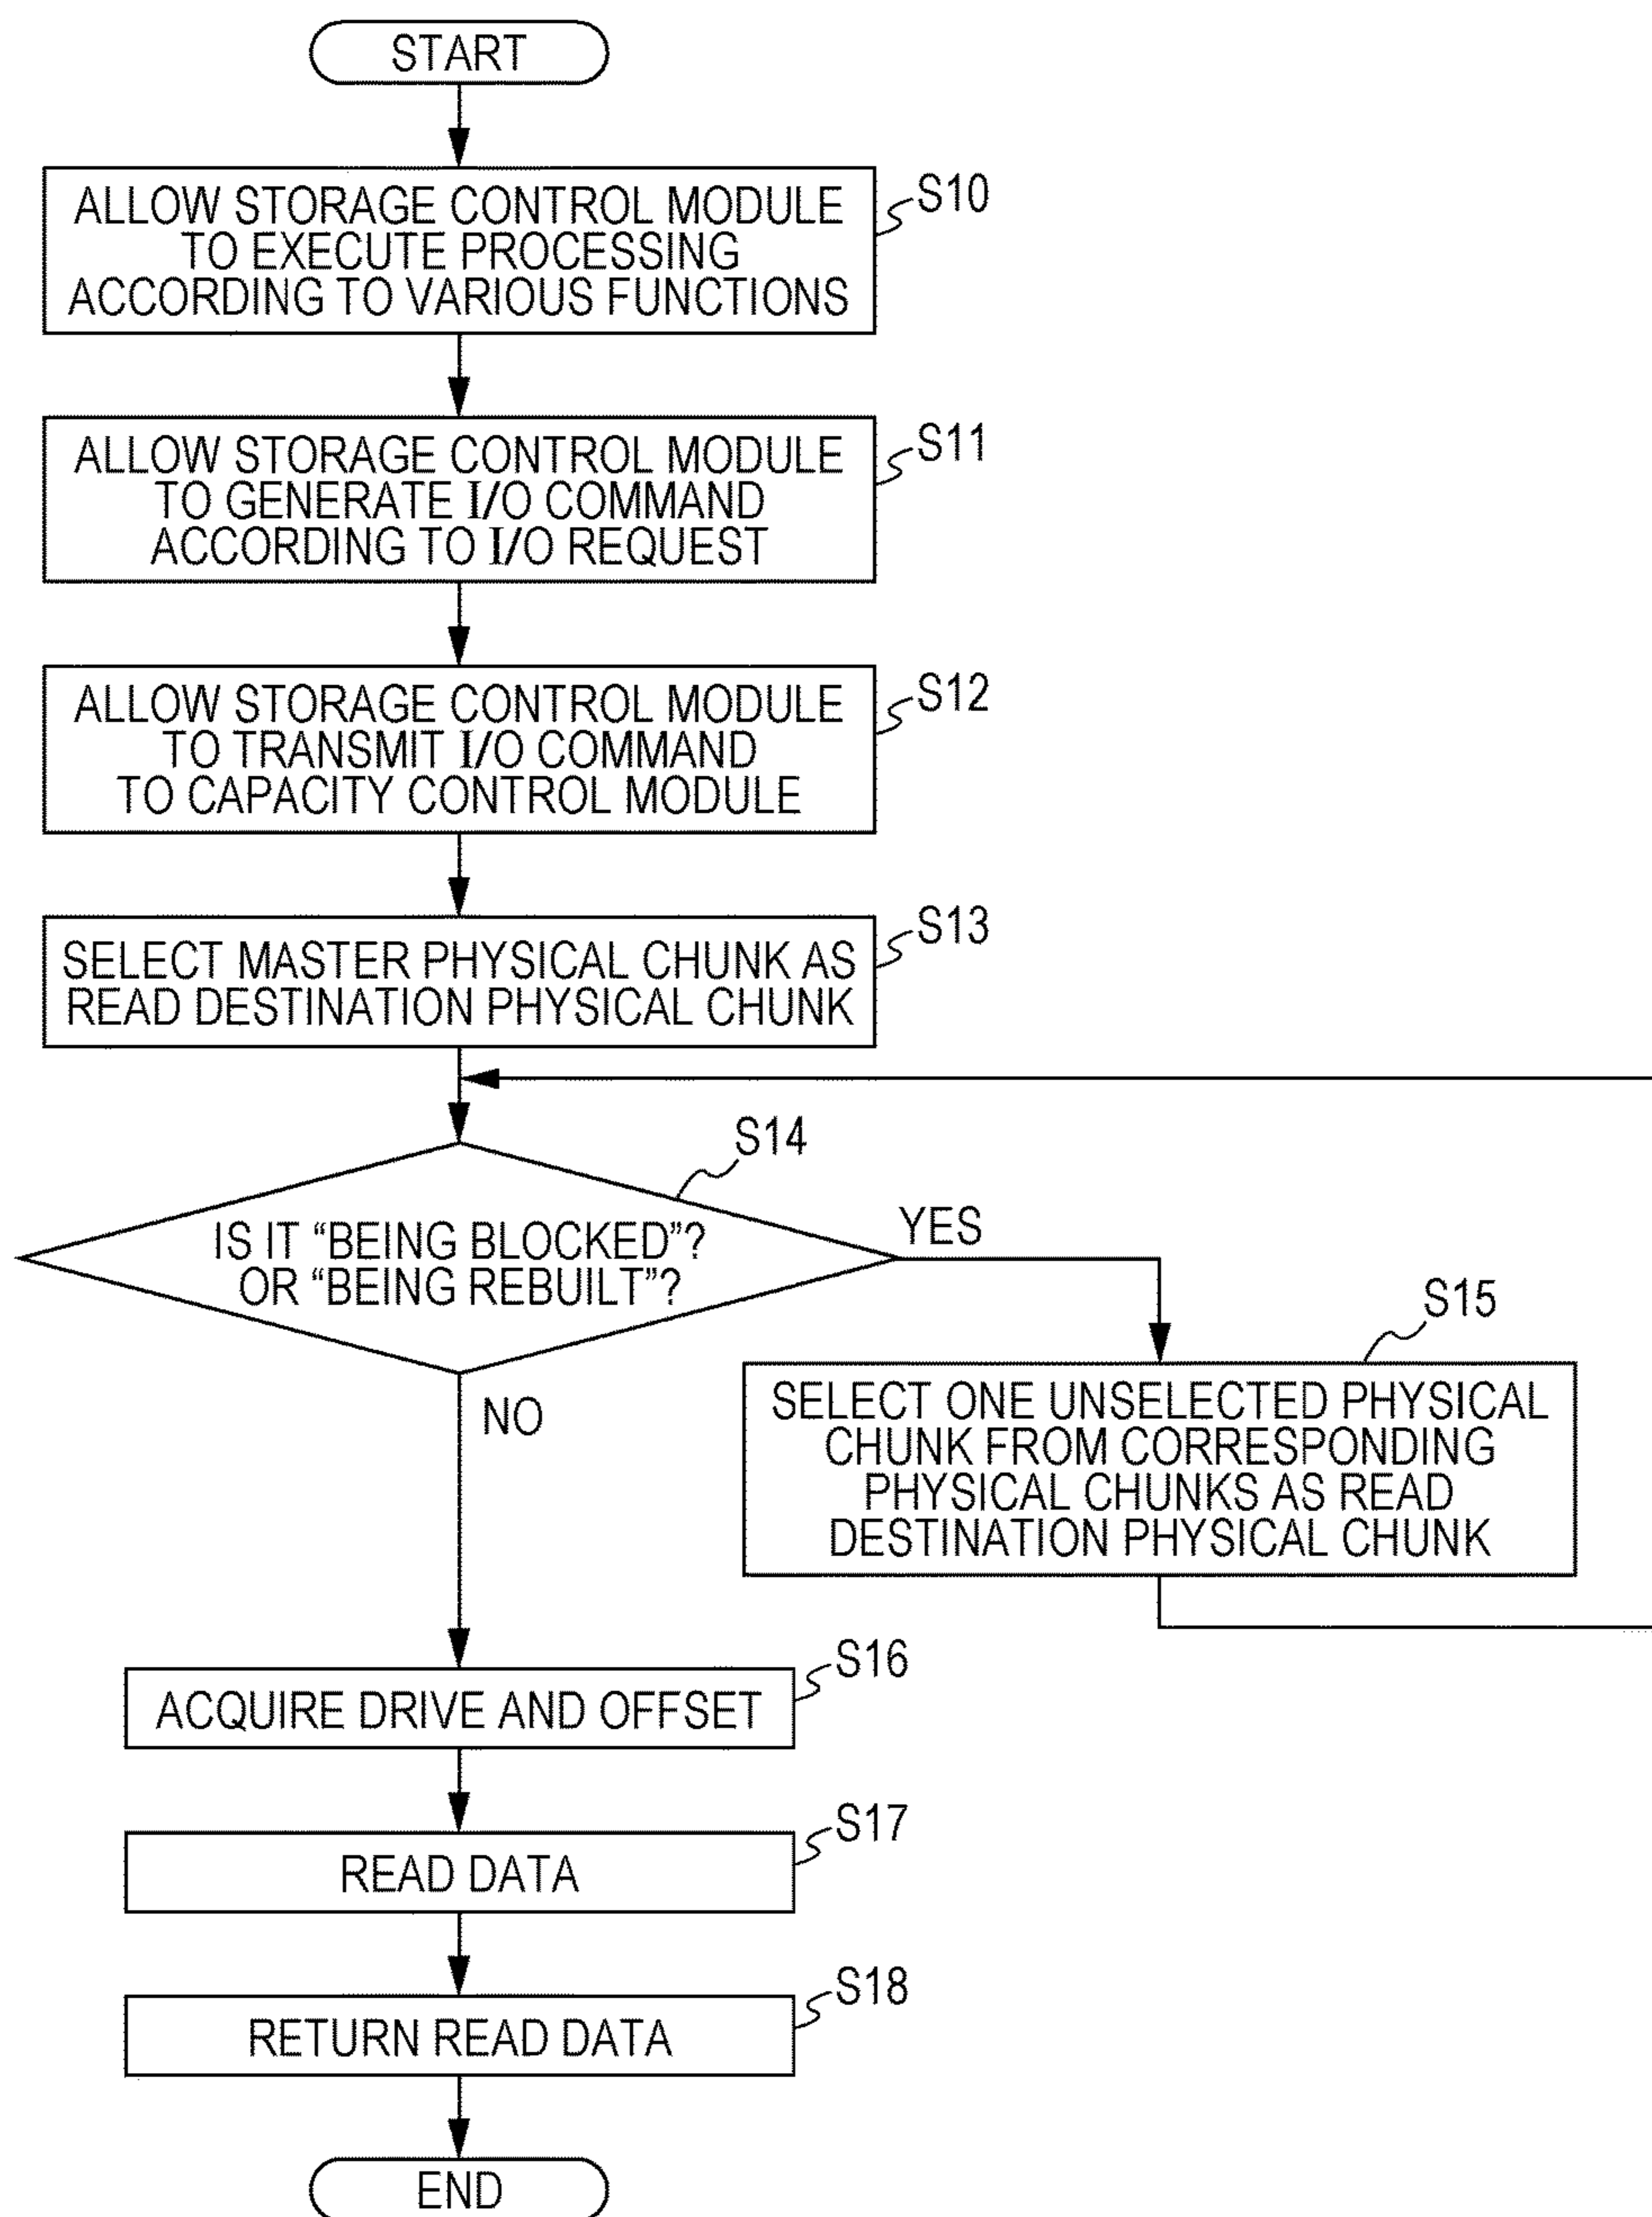 START
ALLOW STORAGE CONTROL MODULE
TO EXECUTE PROCESSING
ACCORDING TO VARIOUS FUNCTIONS
S10
ALLOW STORAGE CONTROL MODULE
TO GENERATE I/O COMMAND
ACCORDING TO I/O REQUEST
S11
ALLOW STORAGE CONTROL MODULE
TO TRANSMIT I/O COMMAND
TO CAPACITY CONTROL MODULE
S12
SELECT MASTER PHYSICAL CHUNK AS
READ DESTINATION PHYSICAL CHUNK
S13
S14
IS IT “BEING BLOCKED”?
OR “BEING REBUILT”?
YES
NO
S15
SELECT ONE UNSELECTED PHYSICAL
CHUNK FROM CORRESPONDING
PHYSICAL CHUNKS AS READ
DESTINATION PHYSICAL CHUNK
S16
ACQUIRE DRIVE AND OFFSET
S17
READ DATA
S18
RETURN READ DATA
END